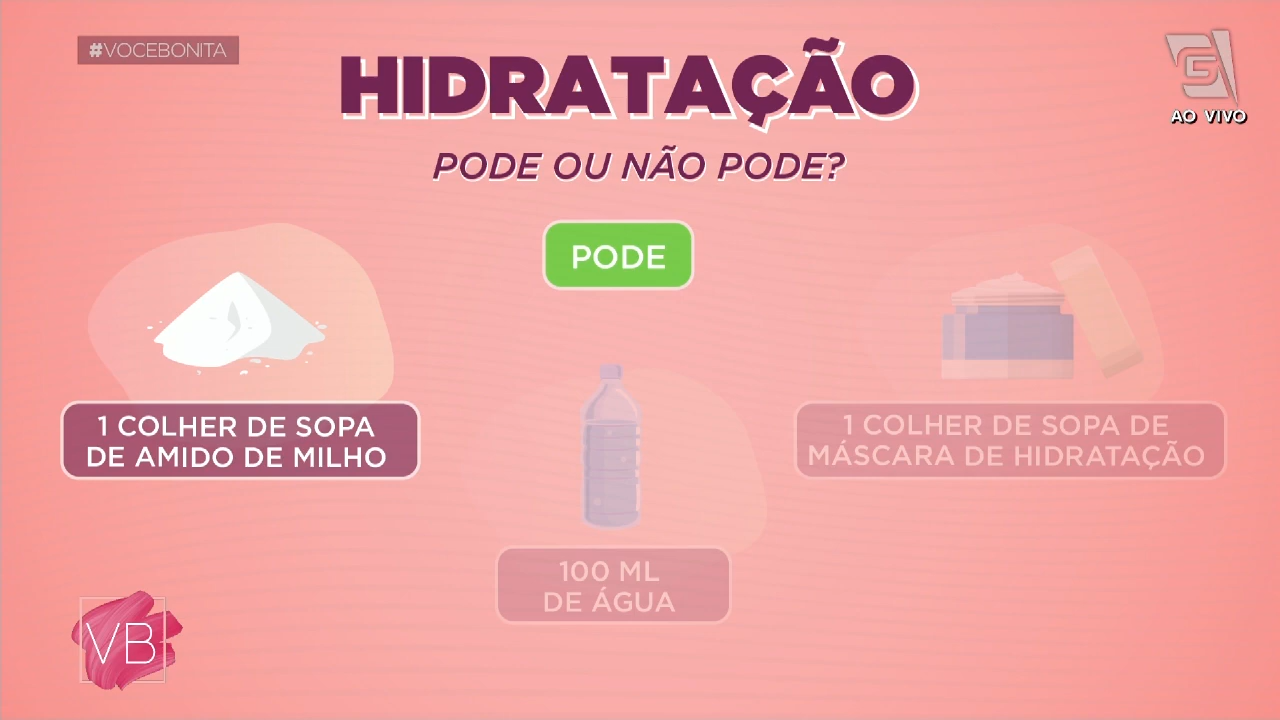 #VOCEBONITA
HIDRATAÇÃO
AO VIVO
PODE OU NÃO PODE?
PODE
1 COLHER DE SOPA
DE AMIDO DE MILHO
1 COLHER DE SOPA DE
MÁSCARA DE HIDRATAÇÃO
100 ML
DE ÁGUA
VB